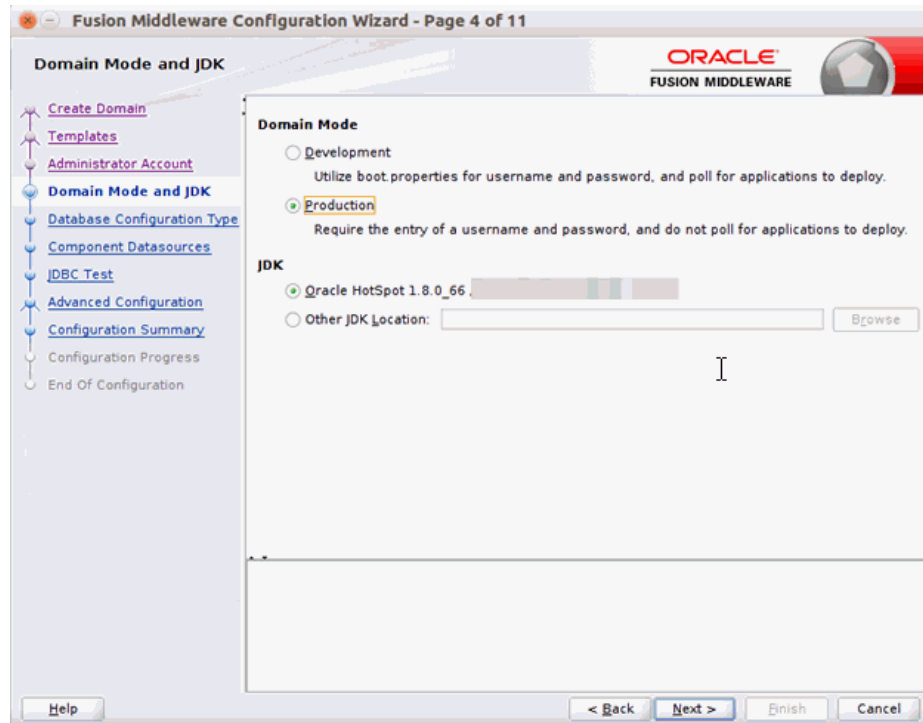 Fusion Middleware Configuration Wizard - Page 4 of 11
Domain Mode and JDK
ORACLE
FUSION MIDDLEWARE
Create Domain
Templates
Administrator Account
Domain Mode and JDK
Database Configuration Type
Component Datasources
JDBC Test
Advanced Configuration
Configuration Summary
Configuration Progress
End Of Configuration
Domain Mode
Development
Utilize boot.properties for username and password, and poll for applications to deploy.
Production
Require the entry of a username and password, and do not poll for applications to deploy.
JDK
Oracle HotSpot 1.8.0_66
Other JDK Location:
Browse
Help
< Back
Next >
Finish
Cancel